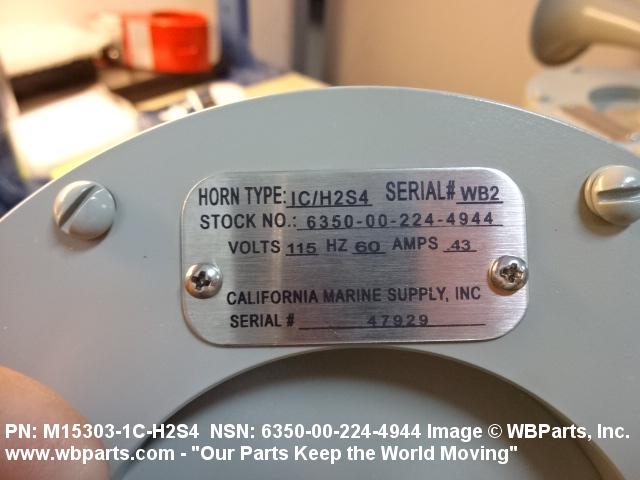 HORN TYPE: IC/H2S4 SERIAL# WB2
STOCK NO.: 6350-00-224-4944
VOLTS 115 HZ 60 AMPS .43
CALIFORNIA MARINE SUPPLY, INC
SERIAL # 47929
PN: M15303-1C-H2S4 NSN: 6350-00-224-4944 Image © WBParts, Inc.
www.wbparts.com - "Our Parts Keep the World Moving"